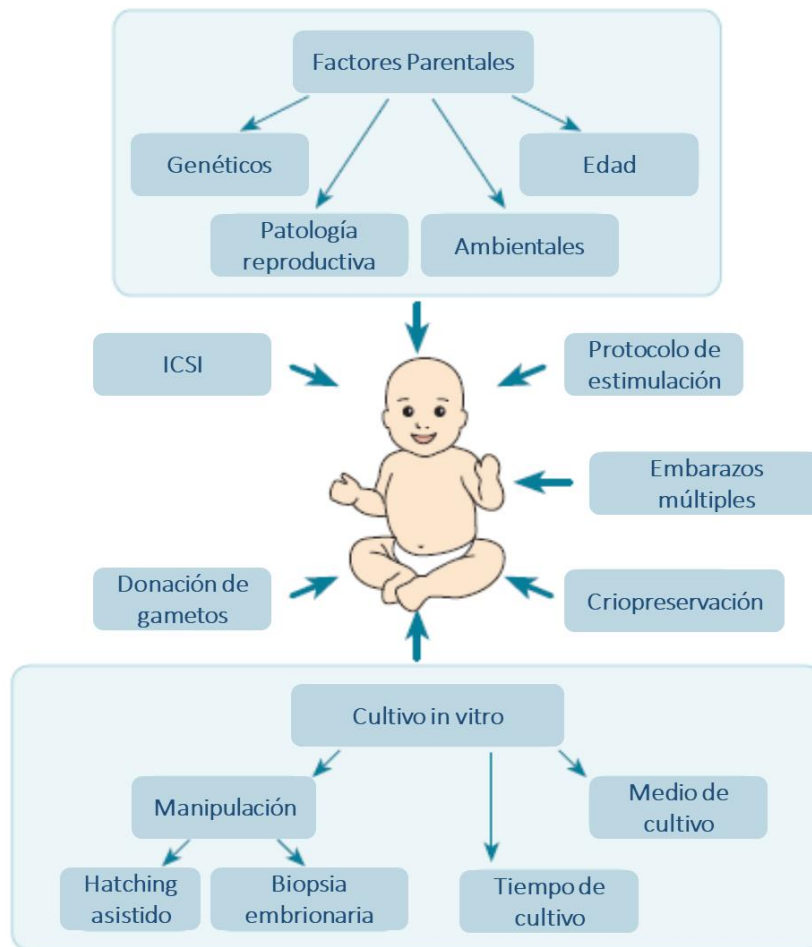 Factores Parentales
Genéticos
Edad
Patología
reproductiva
Ambientales
ICSI
Protocolo de
estimulación
Embarazos
múltiples
Donación de
gametos
Criopreservación
Cultivo in vitro
Manipulación
Medio de
cultivo
Hatching
asistido
Biopsia
embrionaria
Tiempo de
cultivo